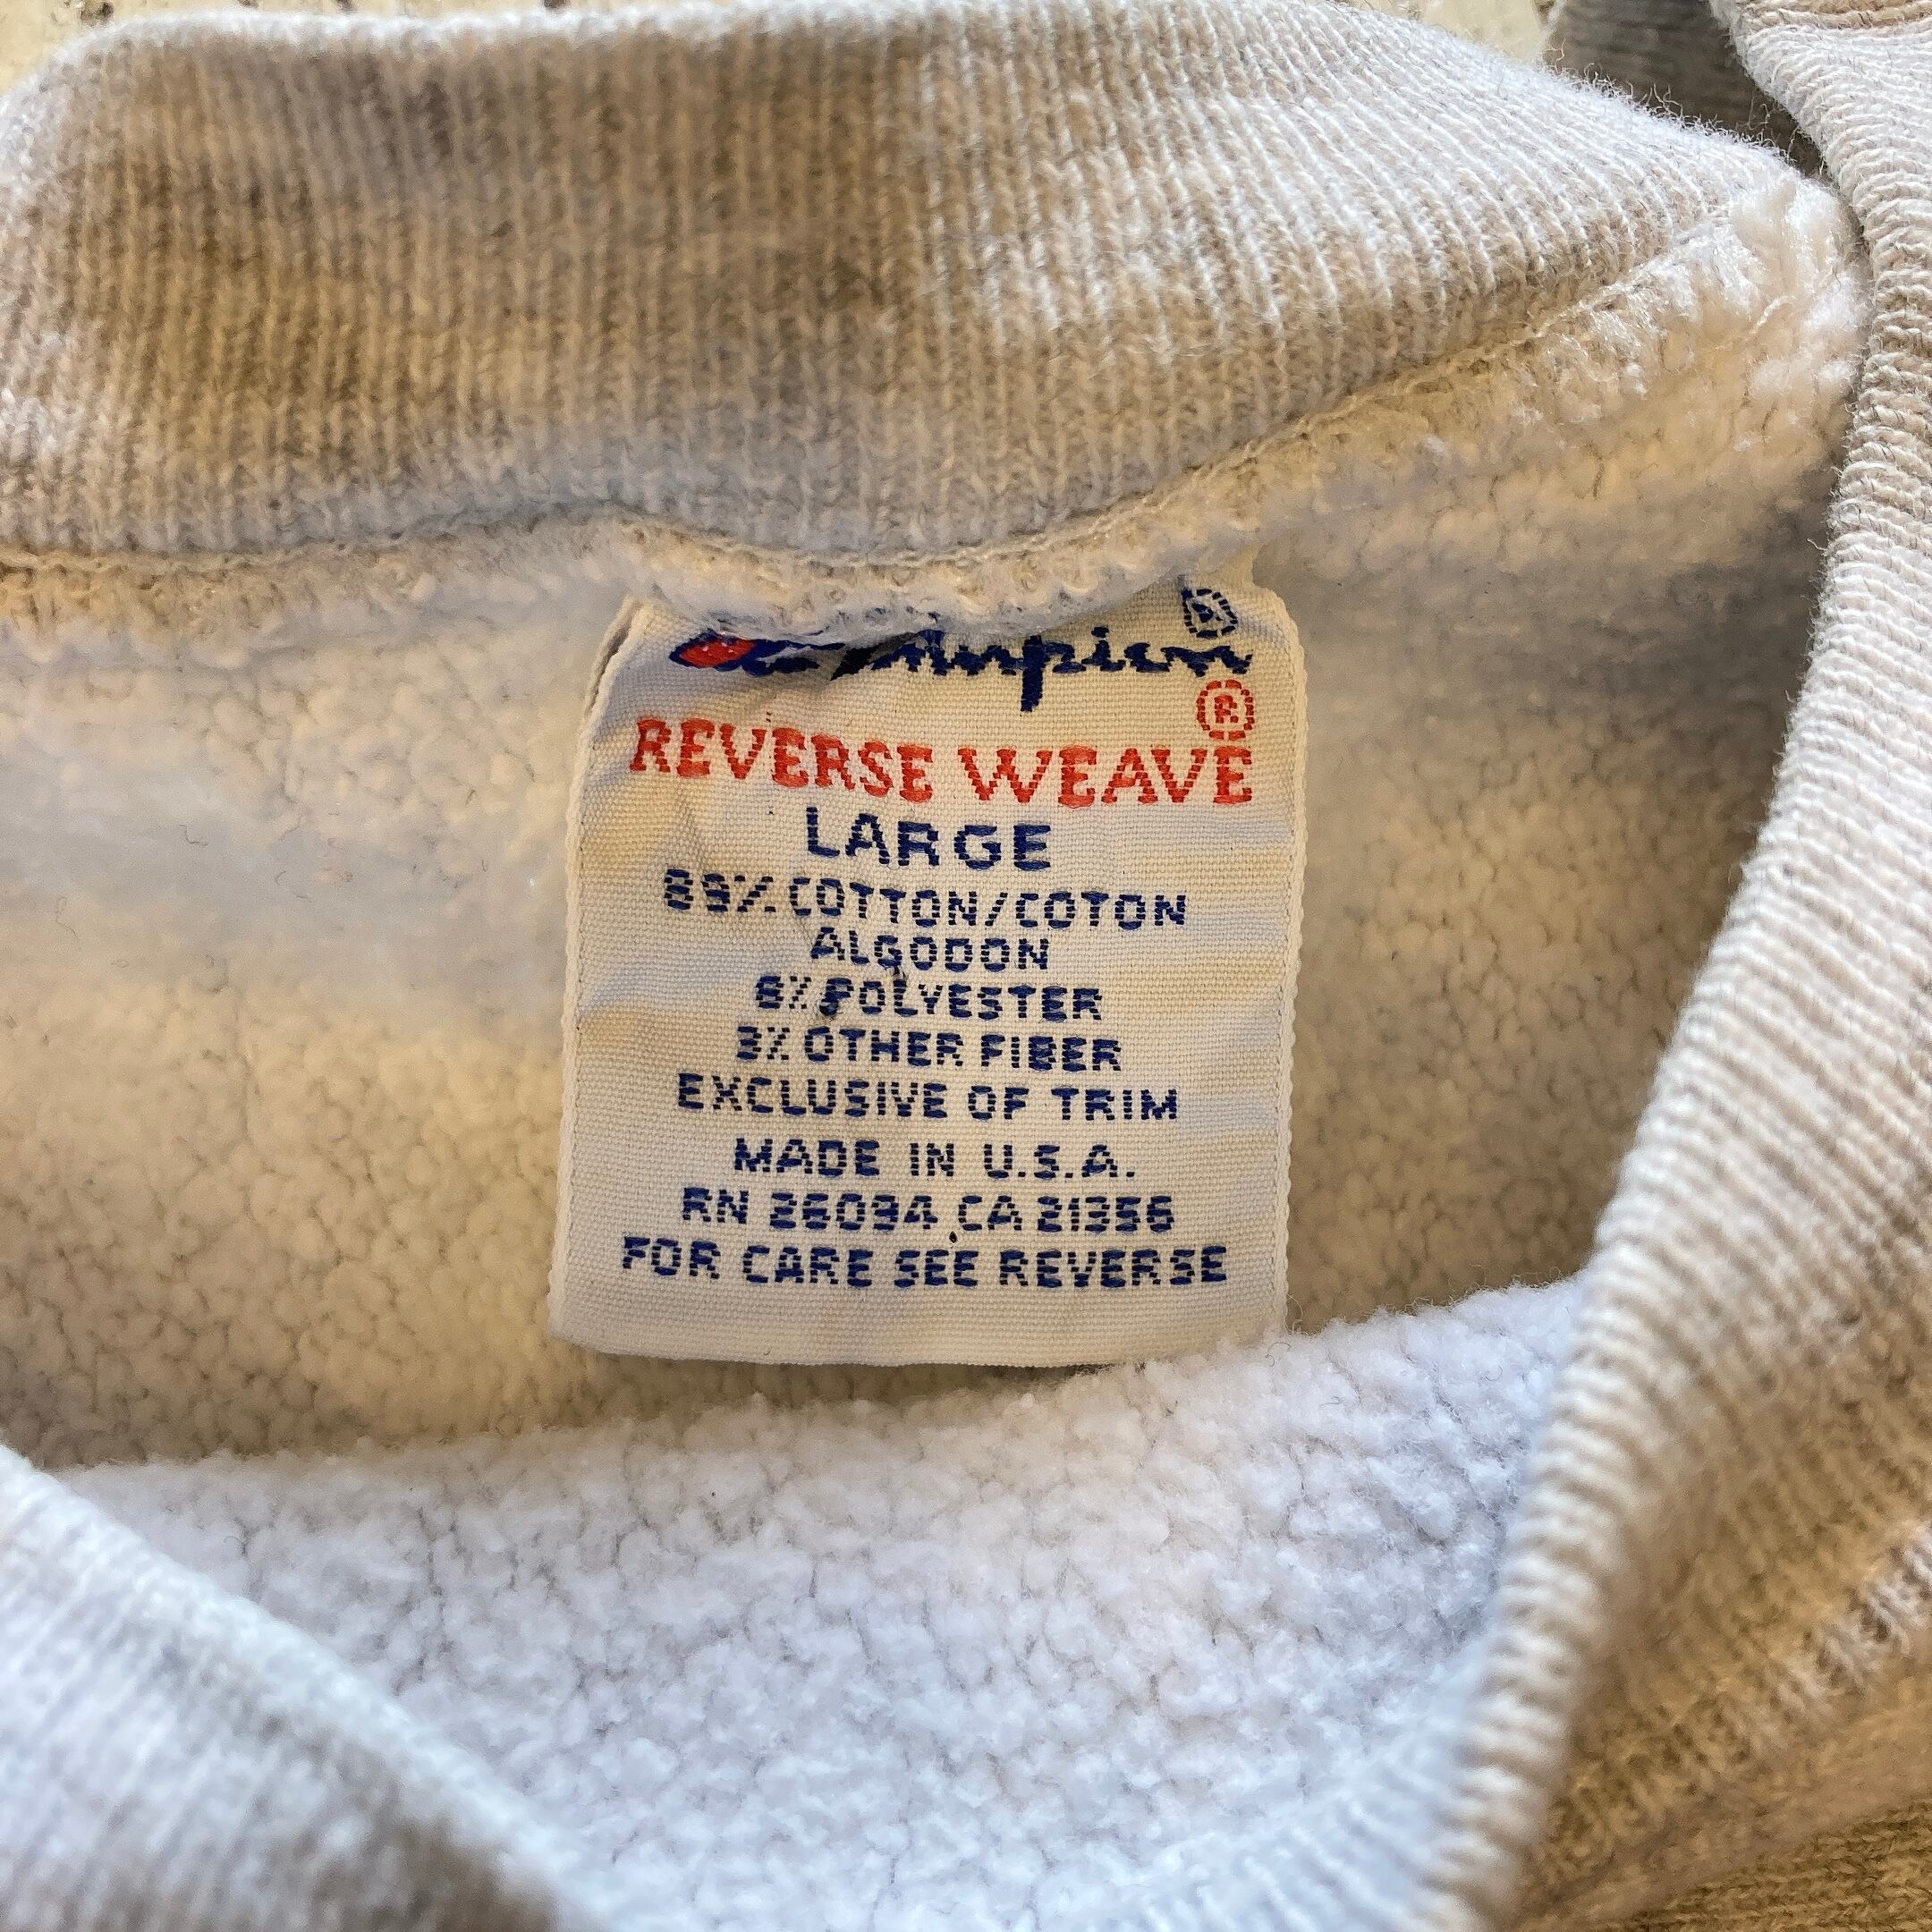 Champion®
REVERSE WEAVE®
LARGE
89% COTTON/COTON
ALGODON
8% POLYESTER
3% OTHER FIBER
EXCLUSIVE OF TRIM
MADE IN U.S.A.
RN 26094 CA 21356
FOR CARE SEE REVERSE